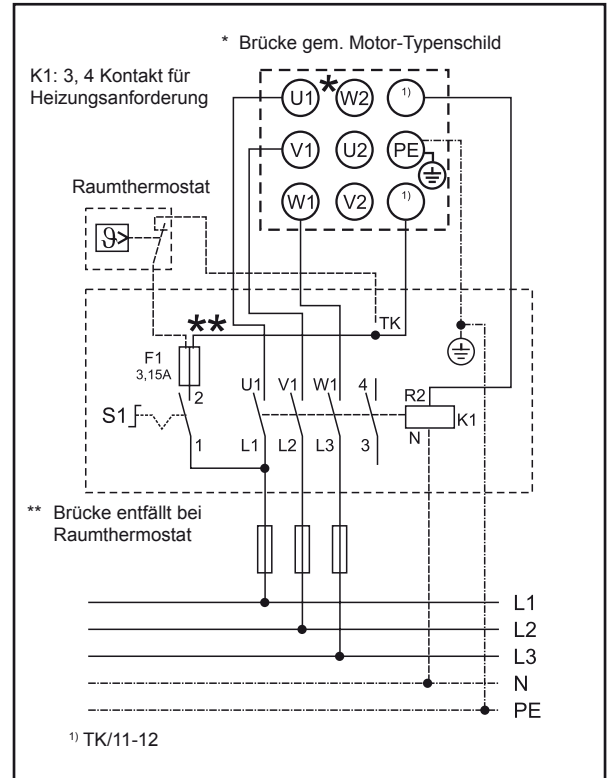 * Brücke gem. Motor-Typenschild
K1: 3, 4 Kontakt für
Heizungsanforderung
U1 * W2 1)
V1 U2 PE
W1 V2 1)
Raumthermostat
ϑ>
**
TK
F1
3,15A
2
U1 V1 W1 4
R2
S1
K1
1
L1 L2 L3 3
N
** Brücke entfällt bei
Raumthermostat
L1
L2
L3
N
PE
1) TK/11-12